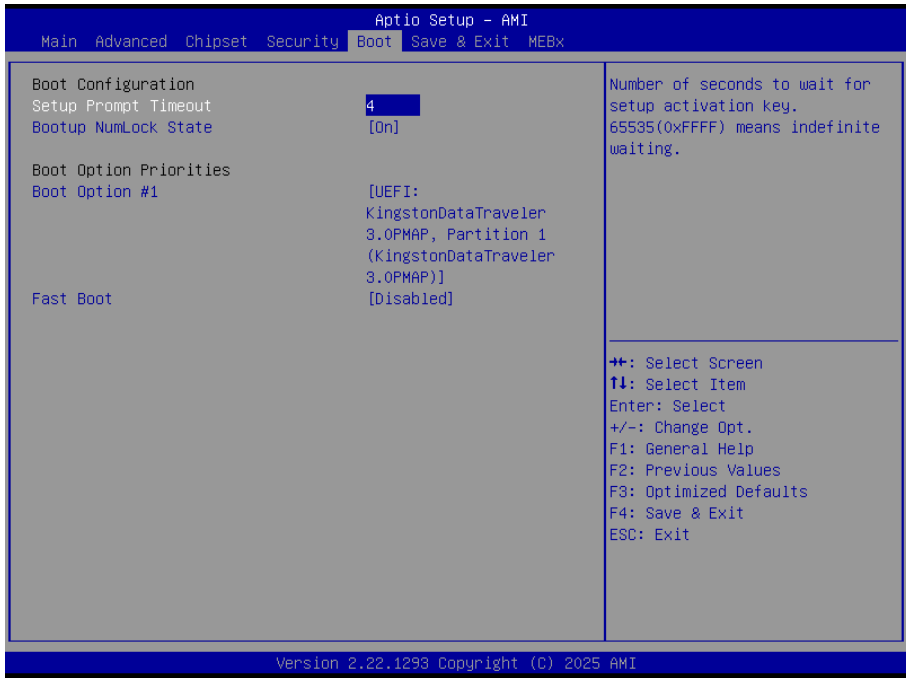 Aptio Setup – AMI
Main Advanced Chipset Security Boot Save & Exit MEBx
Boot Configuration
Setup Prompt Timeout 4
Bootup NumLock State [On]
Boot Option Priorities
Boot Option #1 [UEFI:
KingstonDataTraveler
3.0PMAP, Partition 1
(KingstonDataTraveler
3.0PMAP)]
Fast Boot [Disabled]
Number of seconds to wait for
setup activation key.
65535(0xFFFF) means indefinite
waiting.
→←: Select Screen
↑↓: Select Item
Enter: Select
+/-: Change Opt.
F1: General Help
F2: Previous Values
F3: Optimized Defaults
F4: Save & Exit
ESC: Exit
Version 2.22.1293 Copyright (C) 2025 AMI